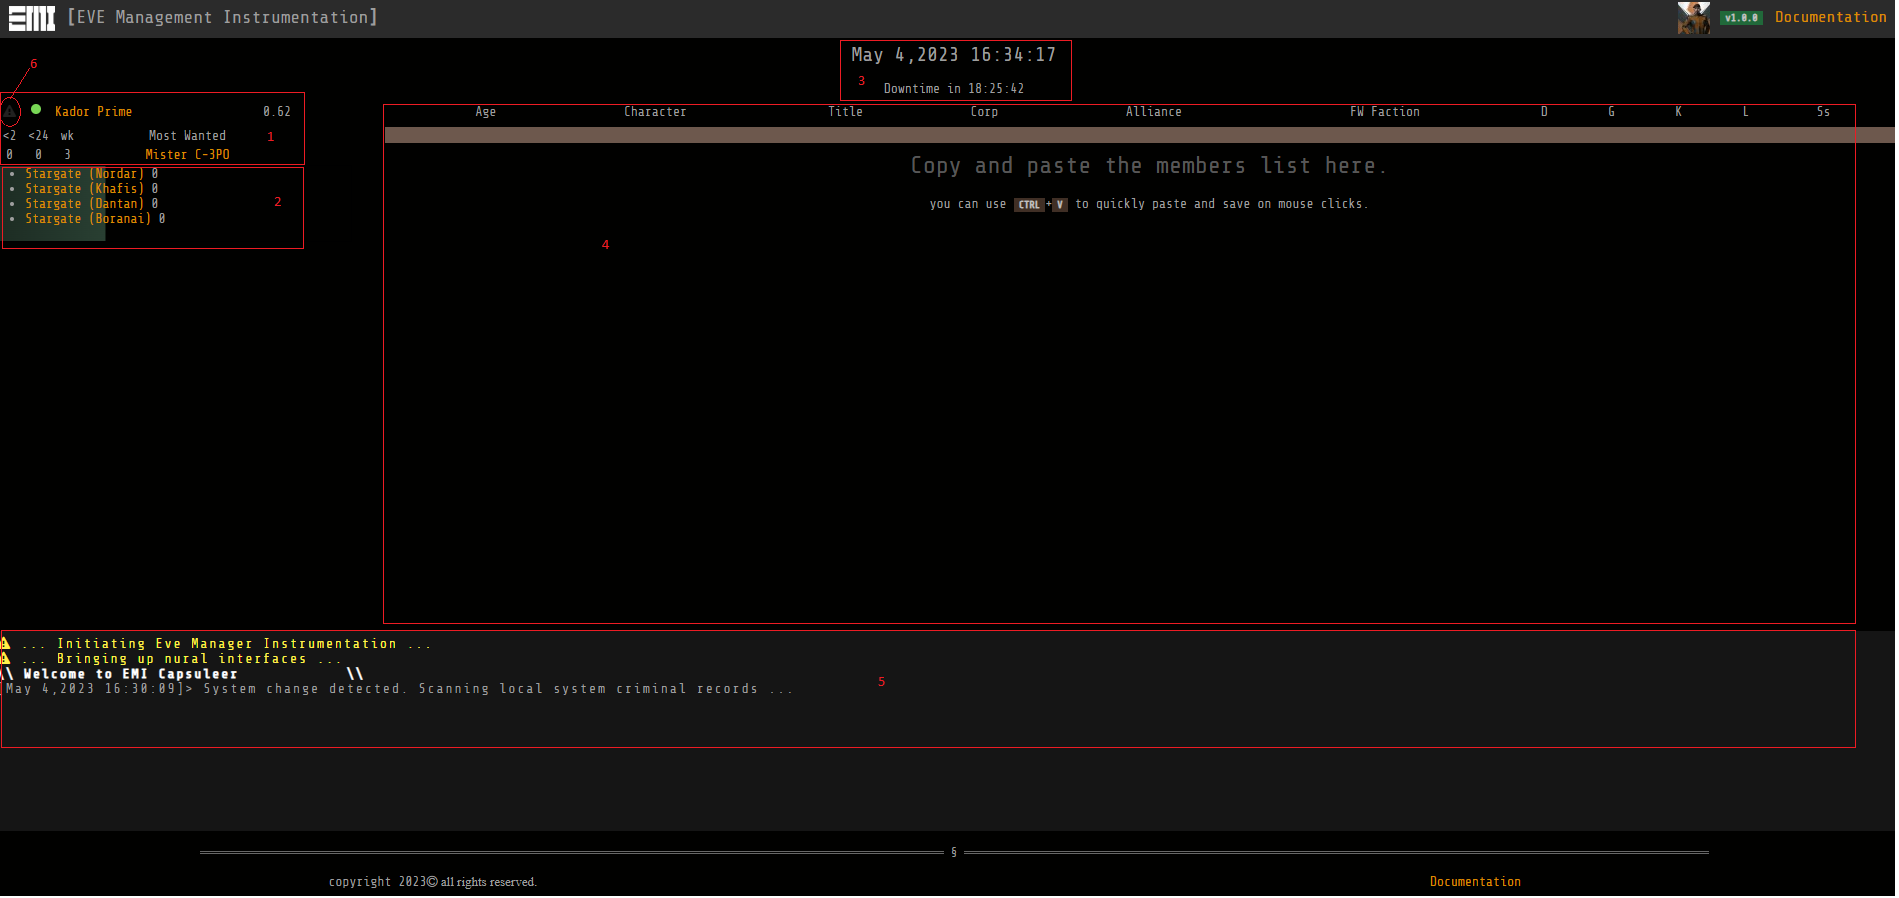 EMI [EVE Management Instrumentation]
v1.0.0 Documentation
May 4,2023 16:34:17
3
Downtime in 18:25:42
6
Kador Prime 0.62
<2 <24 wk Most Wanted 1
0 0 3 Mister C-3PO
• Stargate (Nordar) 0
• Stargate (Khafis) 0
• Stargate (Dantan) 0
• Stargate (Boranai) 0
2
Age Character Title Corp Alliance FW Faction D G K L Ss
Copy and paste the members list here.
you can use CTRL+V to quickly paste and save on mouse clicks.
4
... Initiating Eve Manager Instrumentation ...
... Bringing up nural interfaces ...
\\ Welcome to EMI Capsuleer \\
[May 4,2023 16:30:09]> System change detected. Scanning local system criminal records ...
5
§
copyright 2023© all rights reserved. Documentation